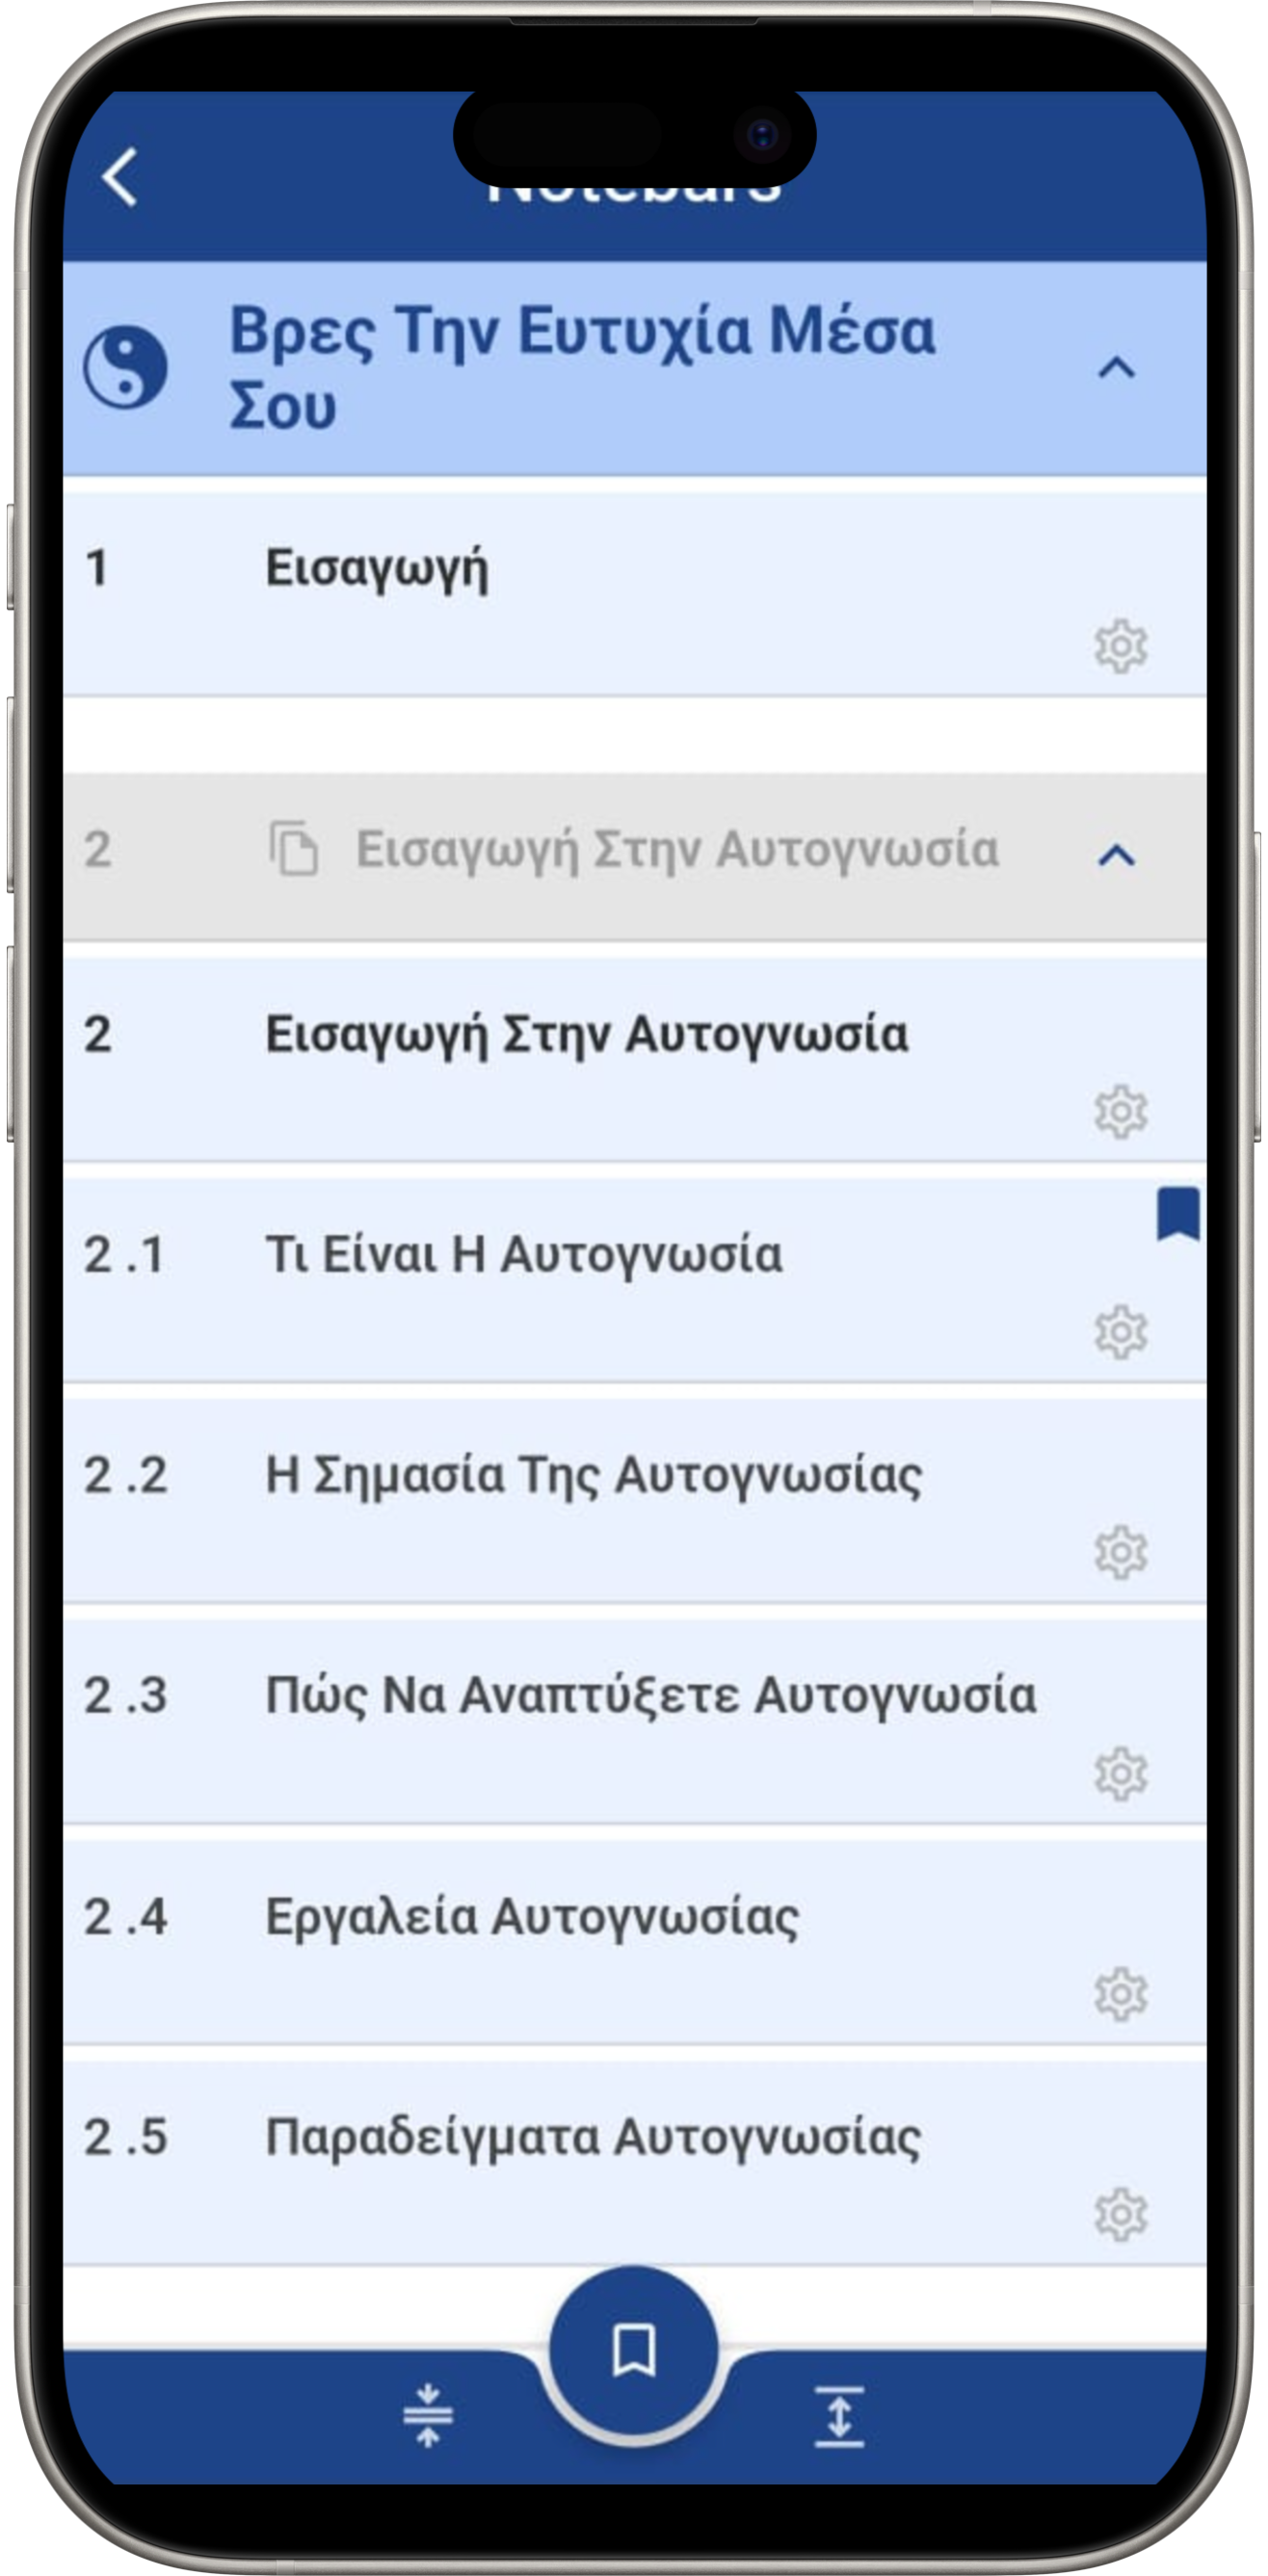 Notebars
Βρες Την Ευτυχία Μέσα
Σου
1 Εισαγωγή
2 Εισαγωγή Στην Αυτογνωσία
2 Εισαγωγή Στην Αυτογνωσία
2 .1 Τι Είναι Η Αυτογνωσία
2 .2 Η Σημασία Της Αυτογνωσίας
2 .3 Πώς Να Αναπτύξετε Αυτογνωσία
2 .4 Εργαλεία Αυτογνωσίας
2 .5 Παραδείγματα Αυτογνωσίας